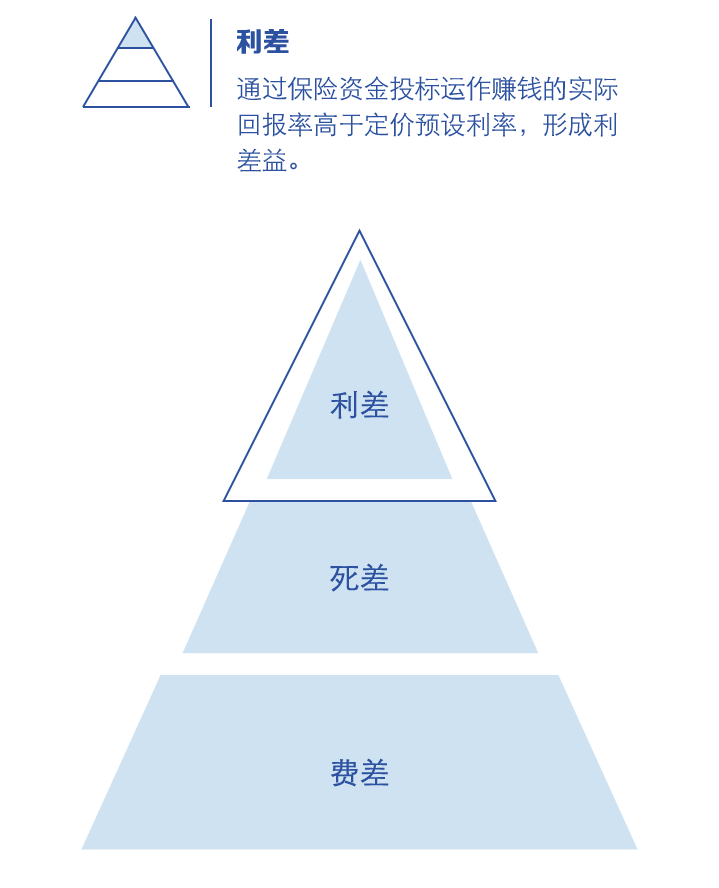 利差
通过保险资金投标运作赚钱的实际
回报率高于定价预设利率，形成利
差益。
利差
死差
费差